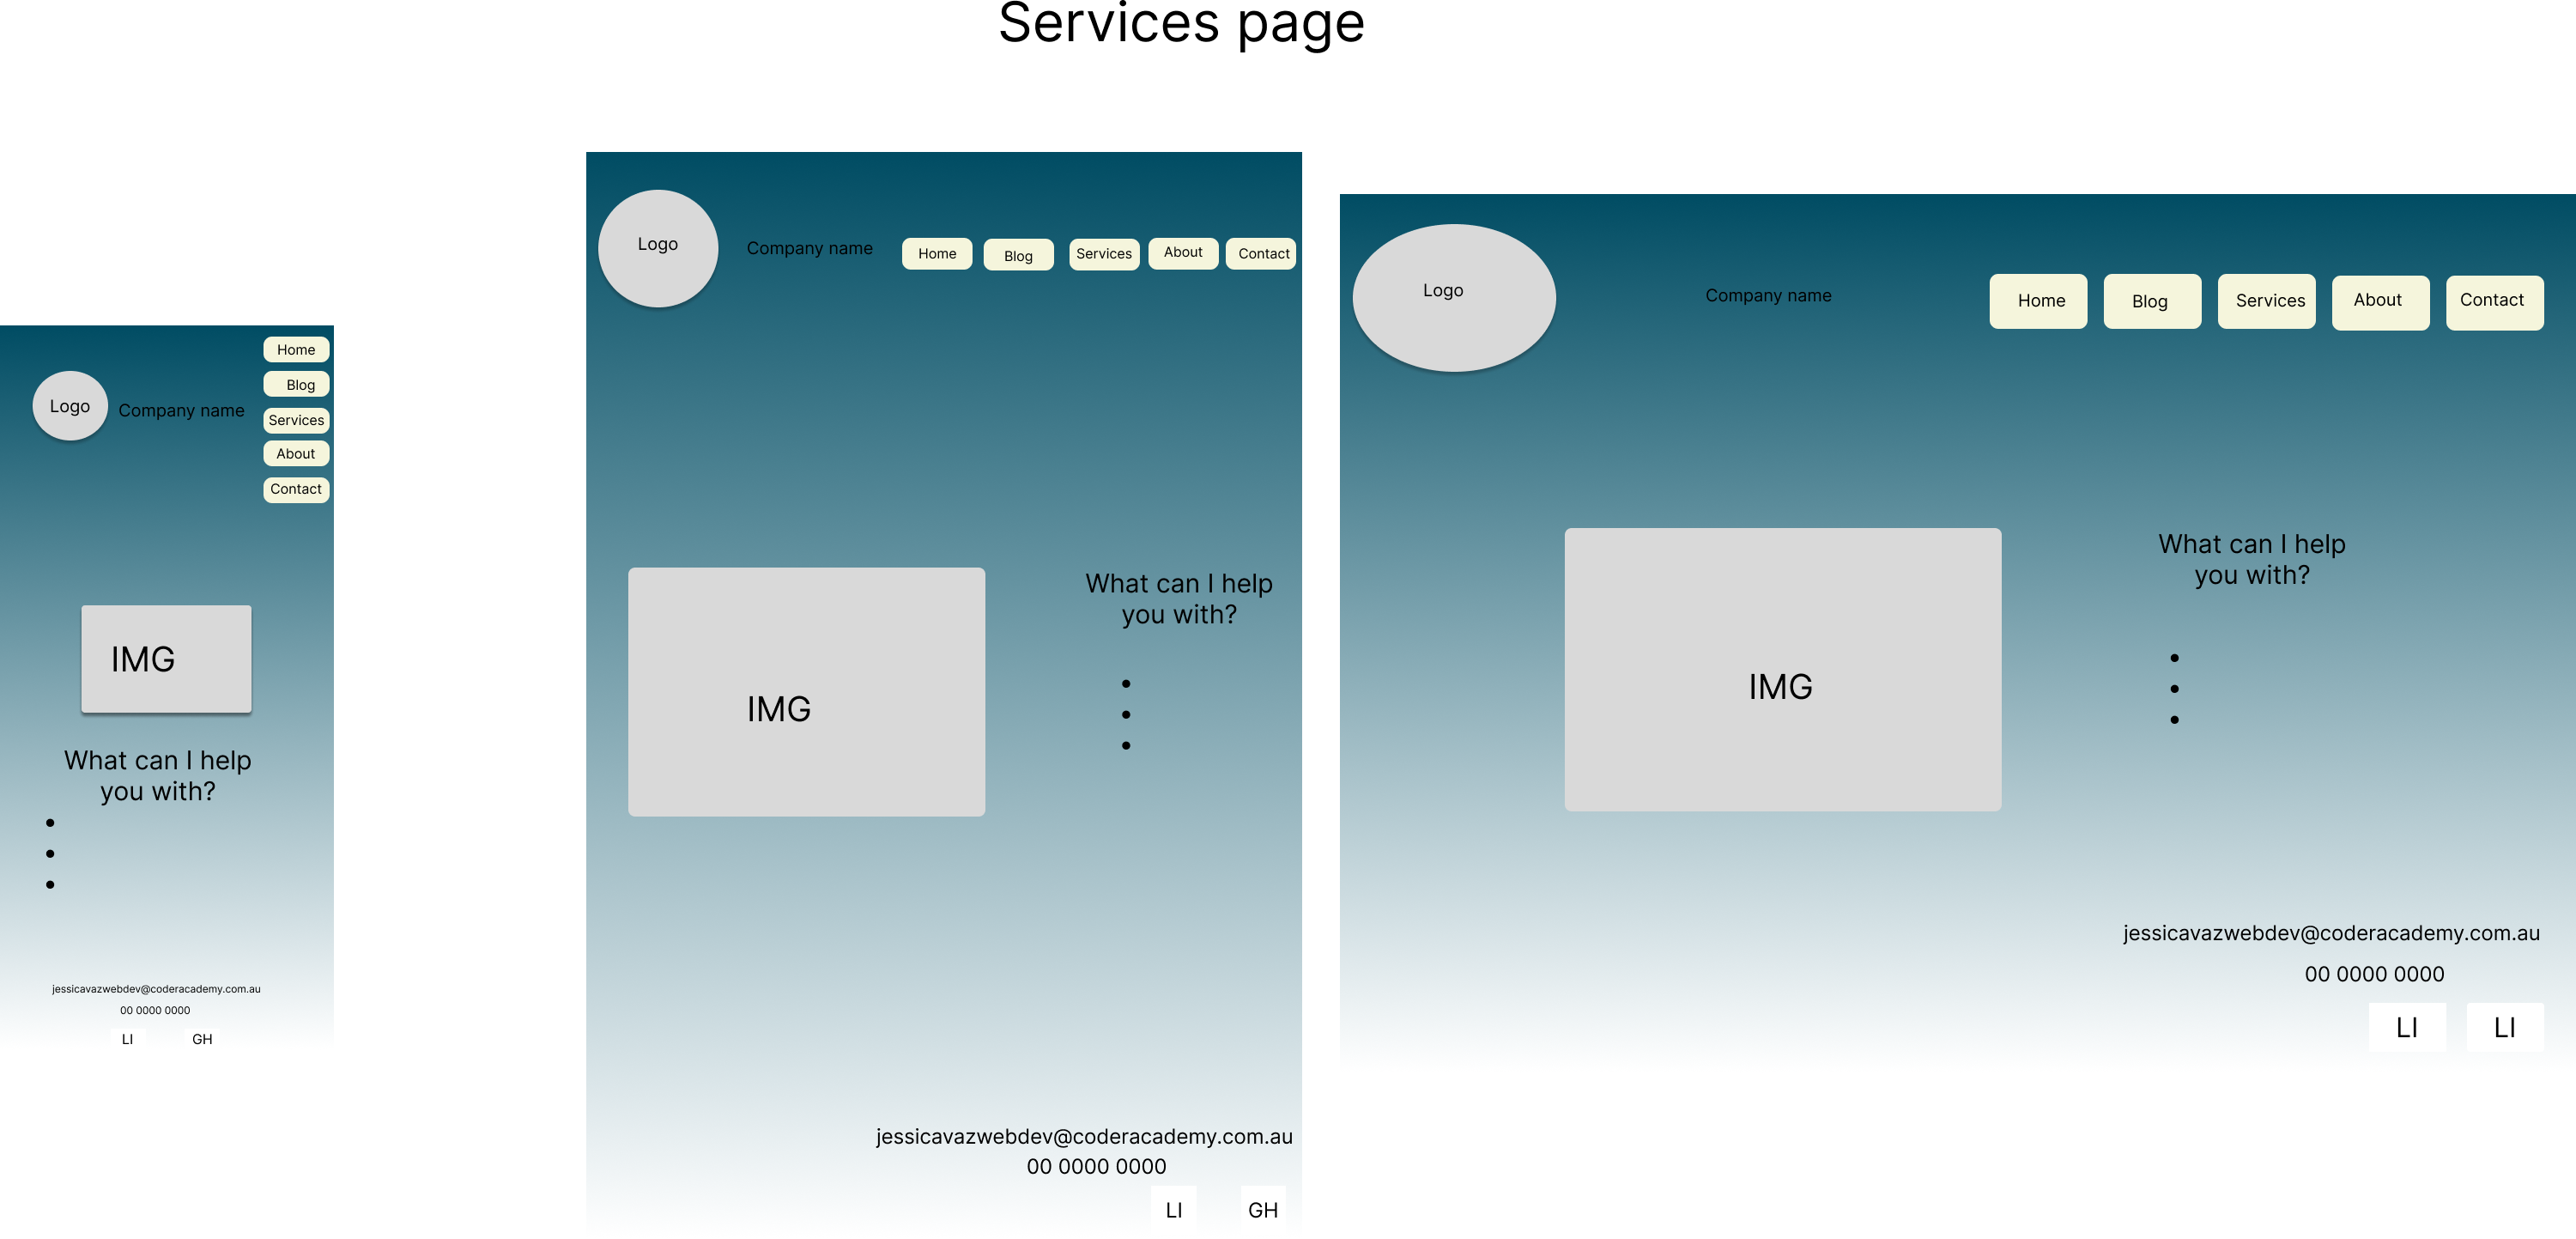 Services page
Home
Blog
Logo
Company name
Services
About
Contact
IMG
What can I help
you with?
•
•
•
jessicavazwebdev@coderacademy.com.au
00 0000 0000
LI GH
Logo
Company name
Home Blog Services About Contact
IMG
What can I help
you with?
•
•
•
jessicavazwebdev@coderacademy.com.au
00 0000 0000
LI GH
Logo
Company name
Home Blog Services About Contact
IMG
What can I help
you with?
•
•
•
jessicavazwebdev@coderacademy.com.au
00 0000 0000
LI LI